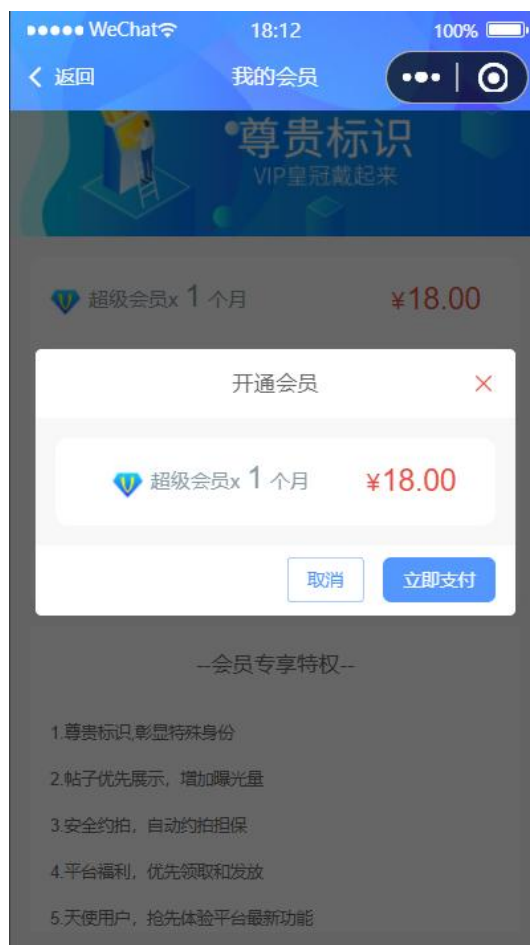 WeChat 18:12 100%
返回 我的会员
尊贵标识
VIP皇冠戴起来
超级会员x 1 个月 ¥18.00
开通会员
超级会员x 1 个月 ¥18.00
取消 立即支付
--会员专享特权--
1.尊贵标识,彰显特殊身份
2.帖子优先展示，增加曝光量
3.安全约拍，自动约拍担保
4.平台福利，优先领取和发放
5.天使用户，抢先体验平台最新功能